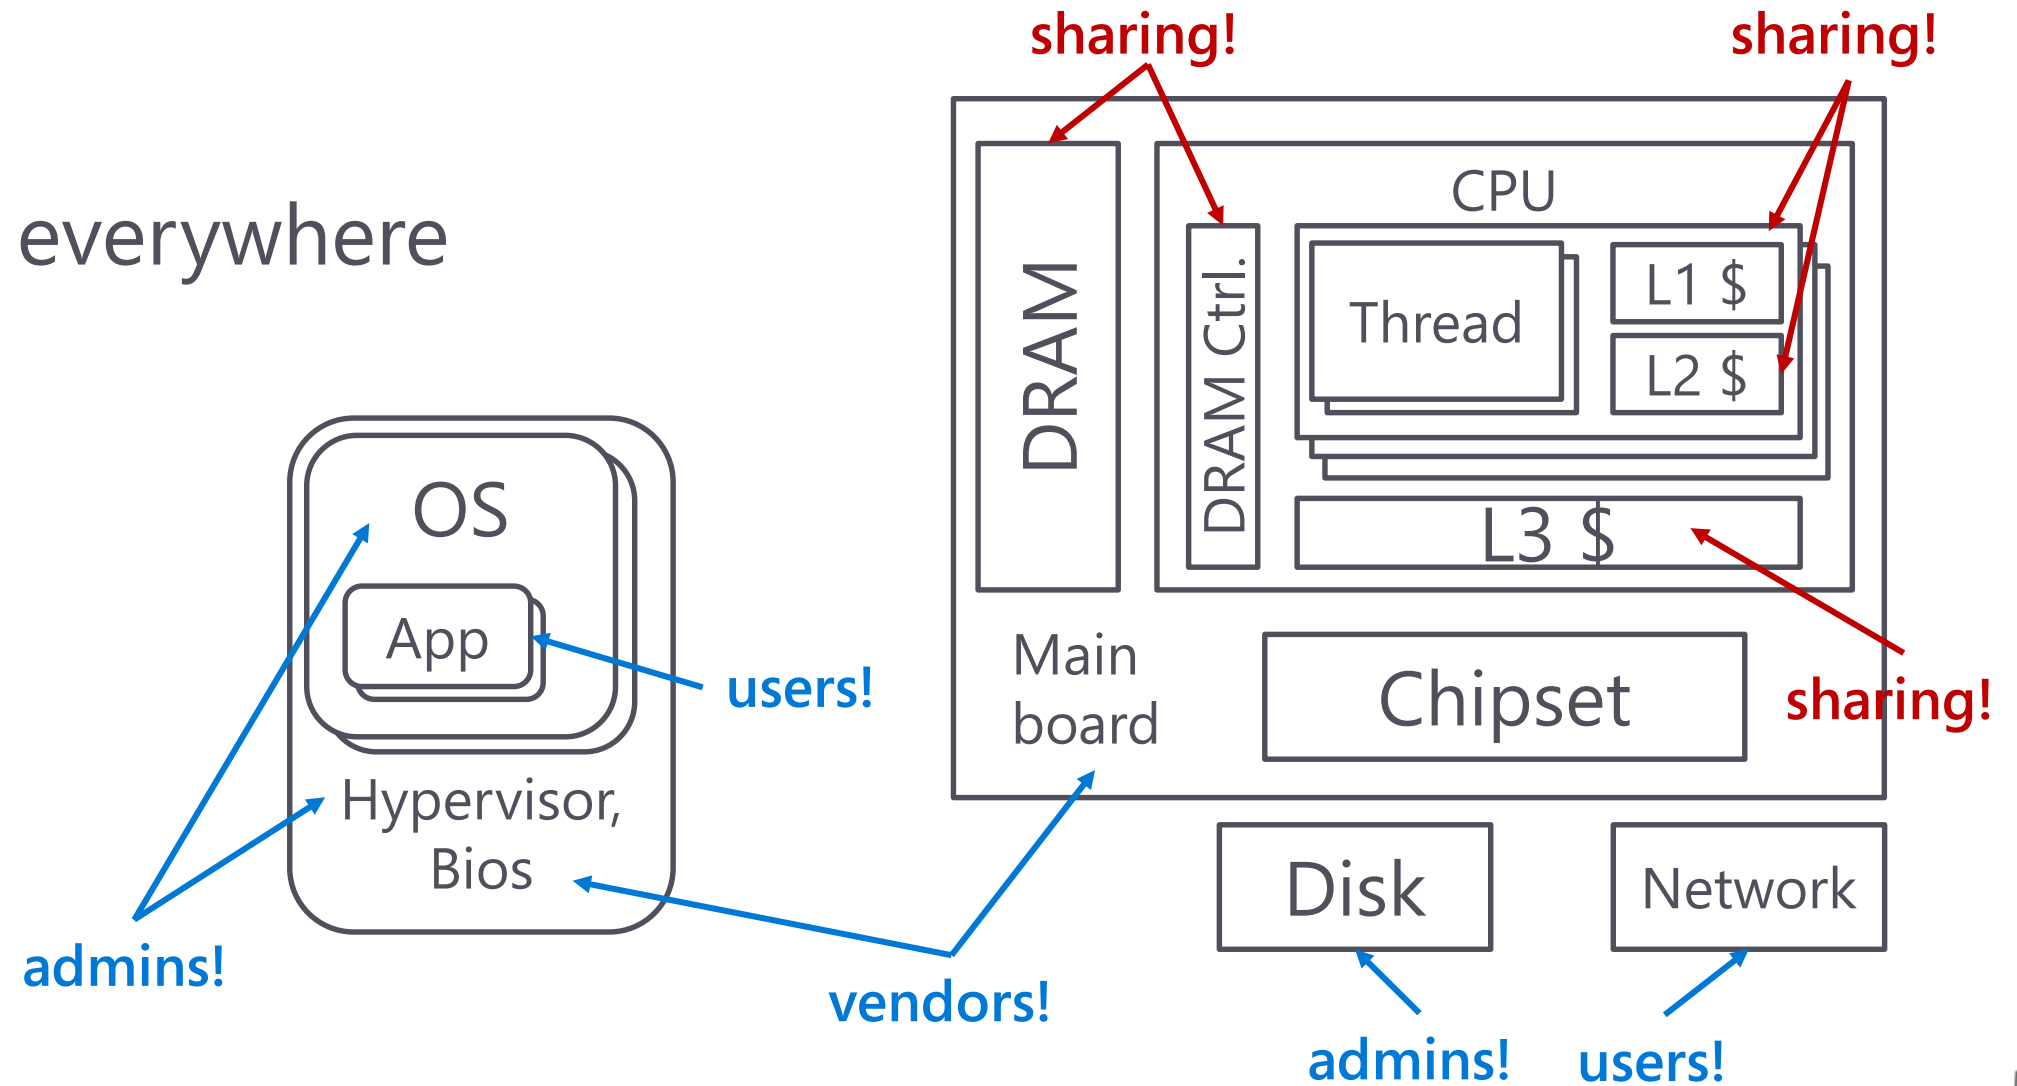 sharing!
sharing!
everywhere
CPU
DRAM
DRAM Ctrl.
Thread
L1 $
L2 $
L3 $
OS
App
users!
Main
board
Chipset
sharing!
Hypervisor,
Bios
Disk
Network
admins!
vendors!
admins!
users!